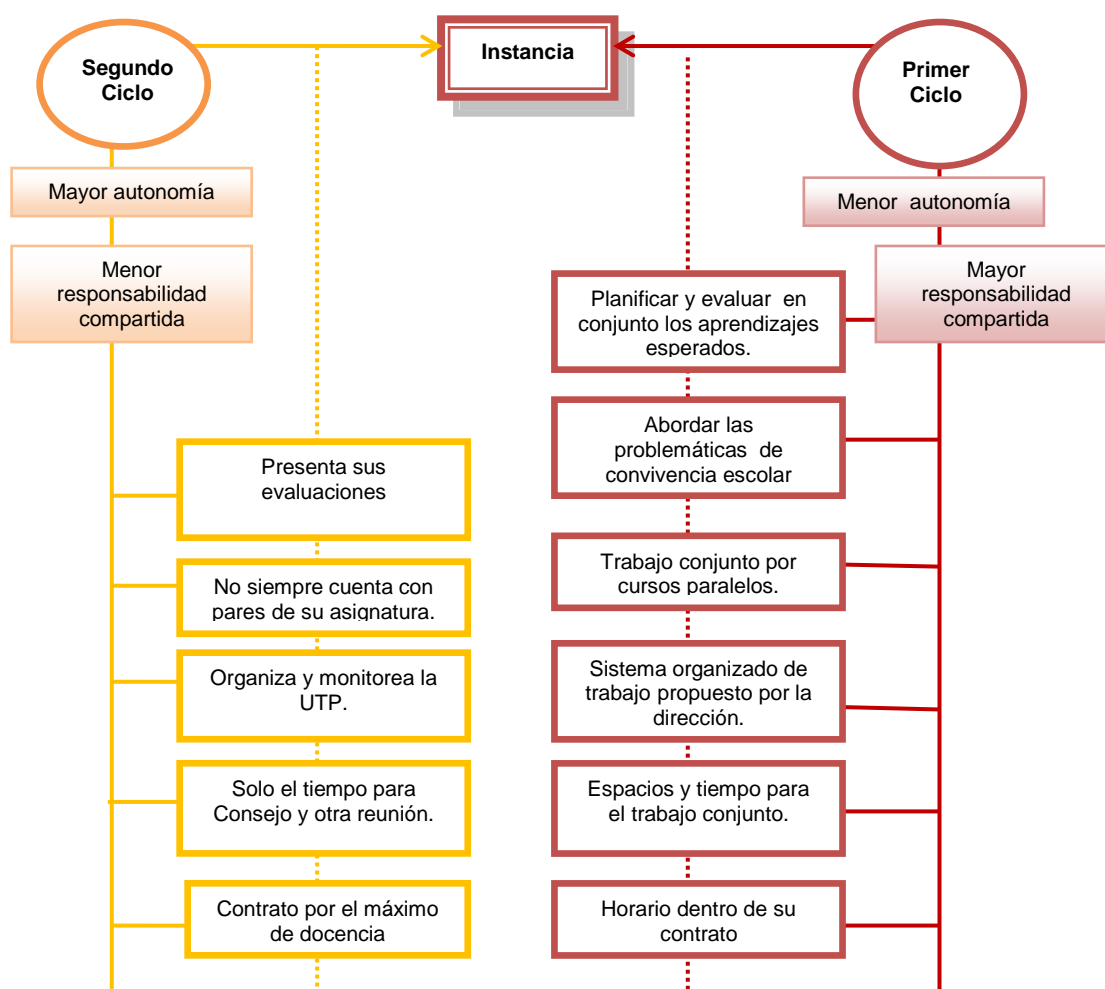 Segundo
Ciclo
Instancia
Primer
Ciclo
Mayor autonomía
Menor autonomía
Menor
responsabilidad
compartida
Mayor
responsabilidad
compartida
Planificar y evaluar en
conjunto los aprendizajes
esperados.
Abordar las
problemáticas de
convivencia escolar
Presenta sus
evaluaciones
Trabajo conjunto por
cursos paralelos.
No siempre cuenta con
pares de su asignatura.
Organiza y monitorea la
UTP.
Sistema organizado de
trabajo propuesto por la
dirección.
Solo el tiempo para
Consejo y otra reunión.
Espacios y tiempo para
el trabajo conjunto.
Contrato por el máximo
de docencia
Horario dentro de su
contrato